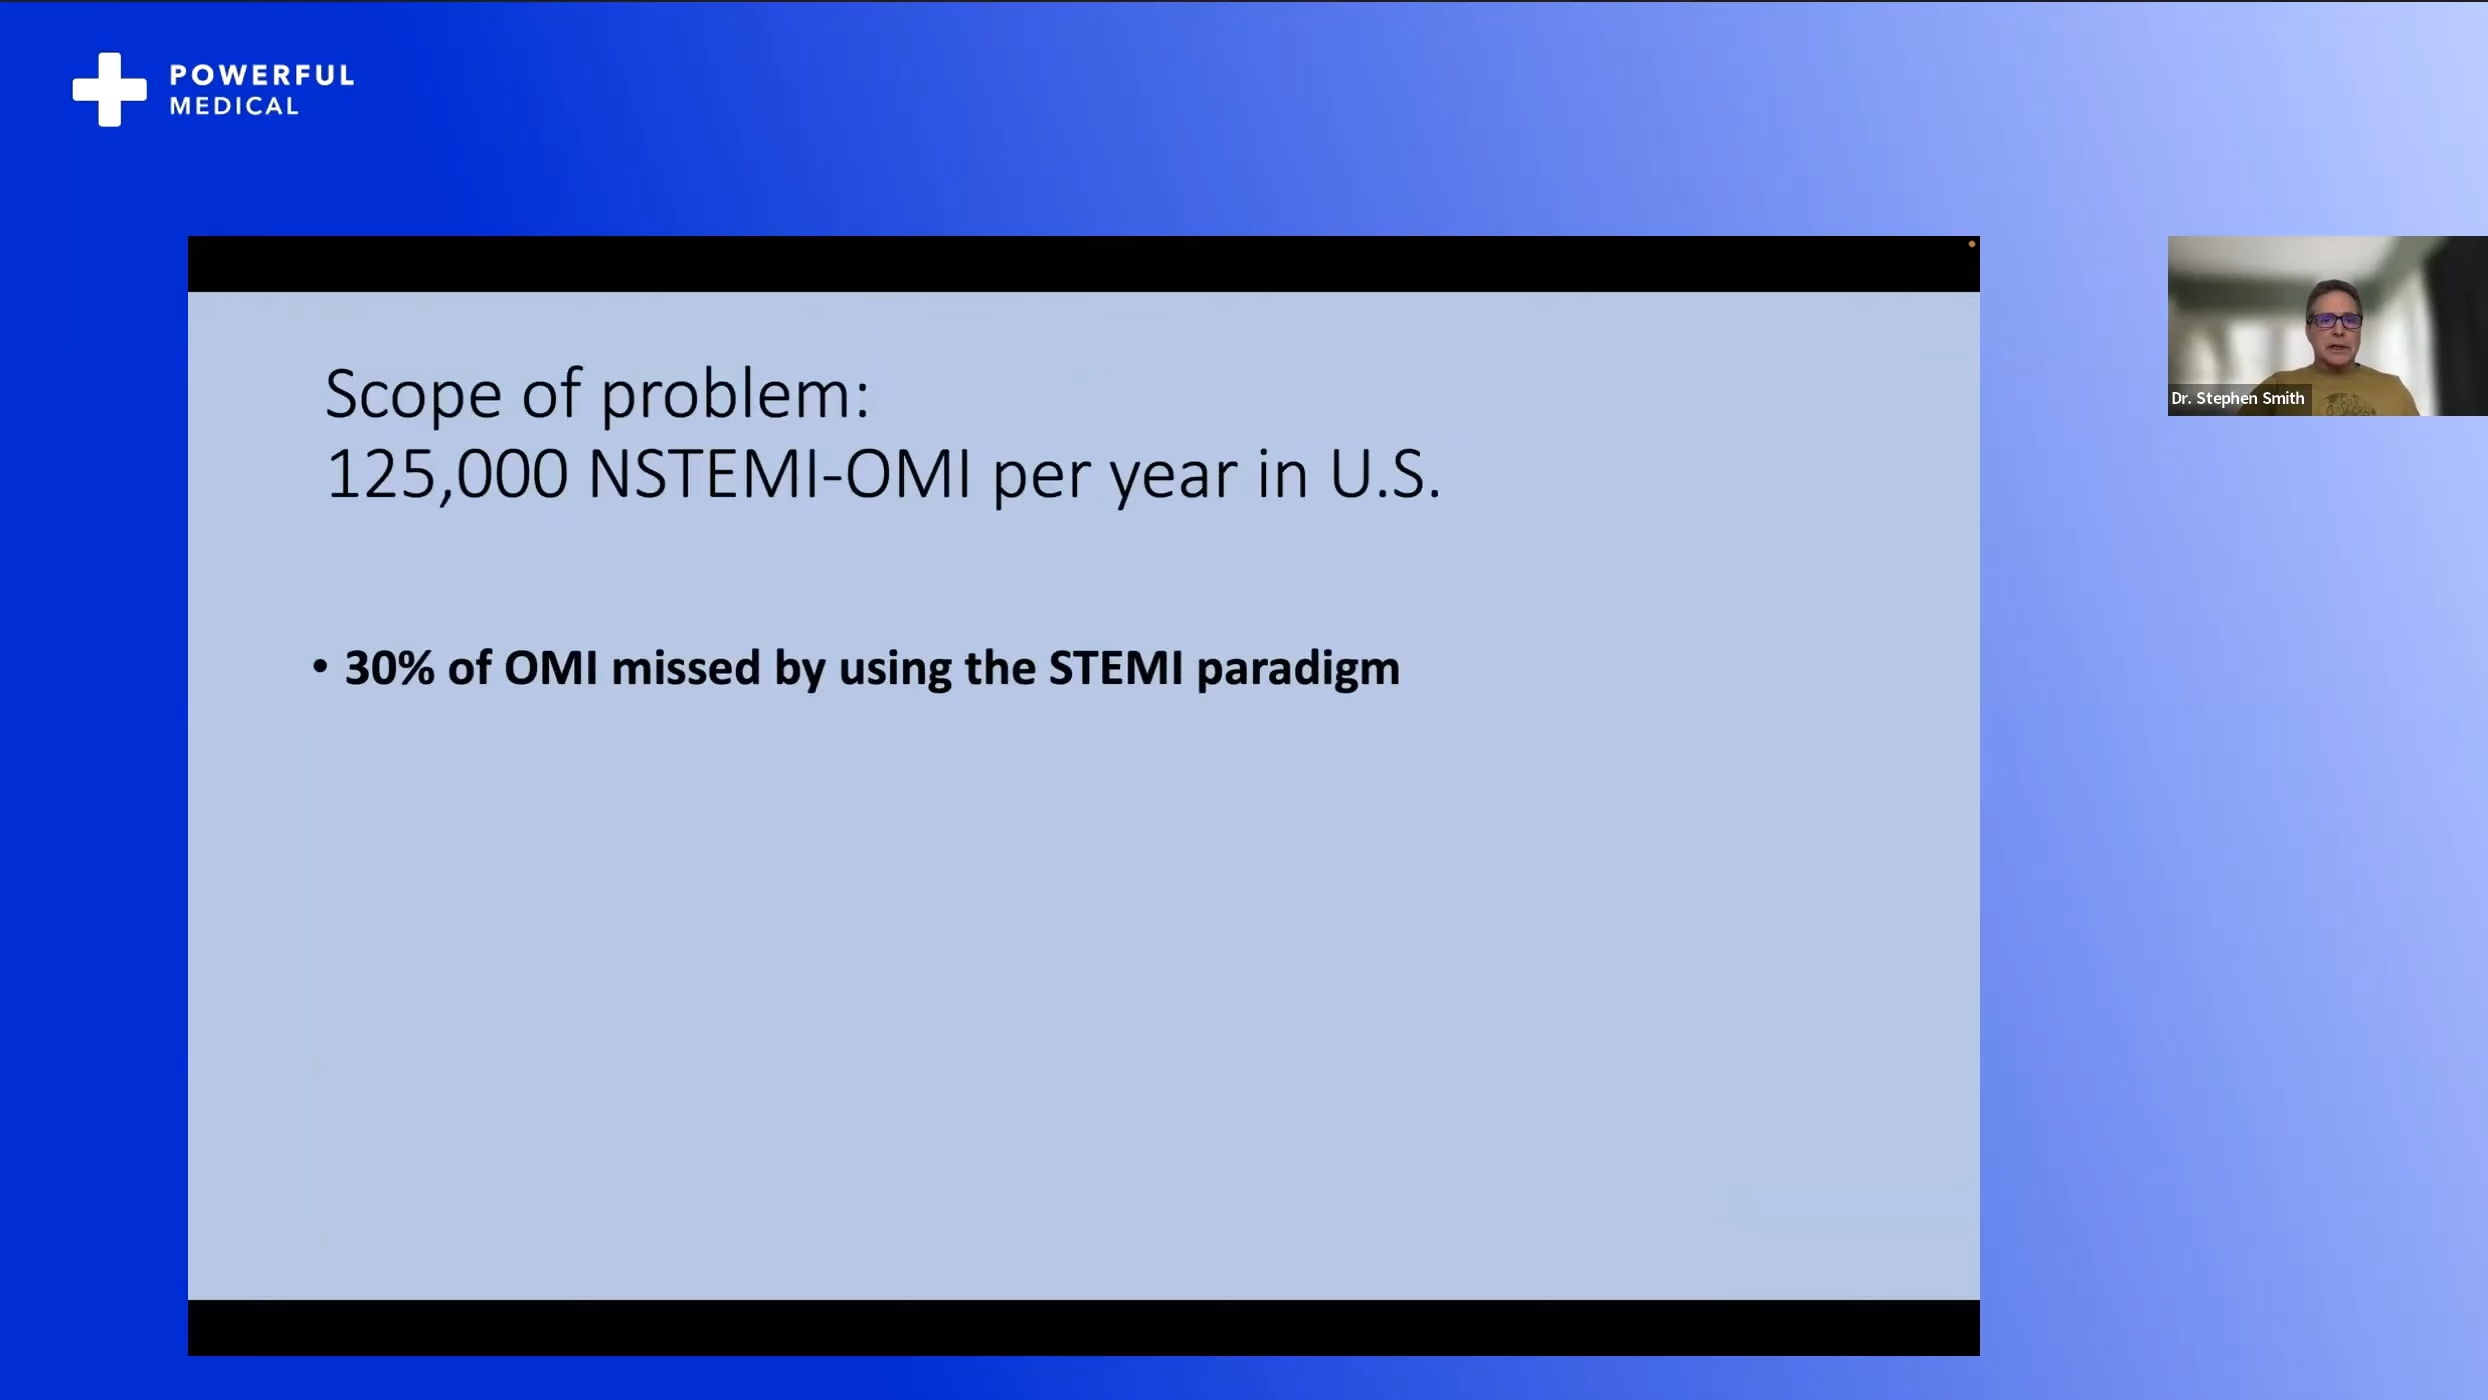 POWERFUL
MEDICAL
Scope of problem:
125,000 NSTEMI-OMI per year in U.S.
• 30% of OMI missed by using the STEMI paradigm
Dr. Stephen Smith